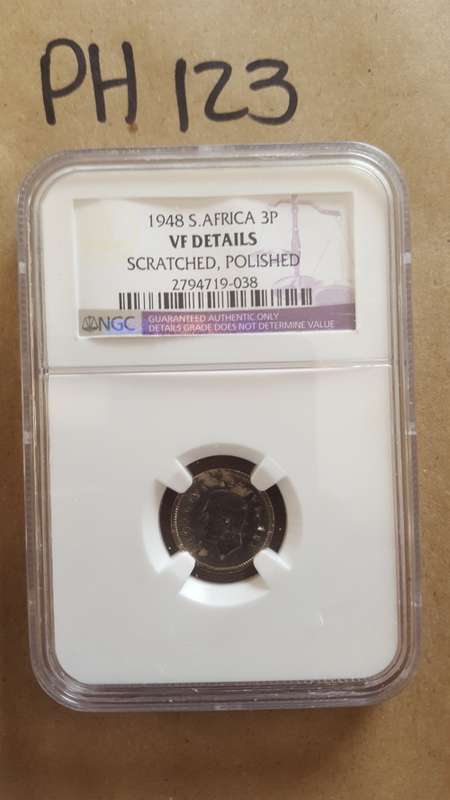 PH 123
1948 S.AFRICA 3P
VF DETAILS
SCRATCHED, POLISHED
2794719-038
NGC
GUARANTEED AUTHENTIC ONLY
DETAILS GRADE DOES NOT DETERMINE VALUE